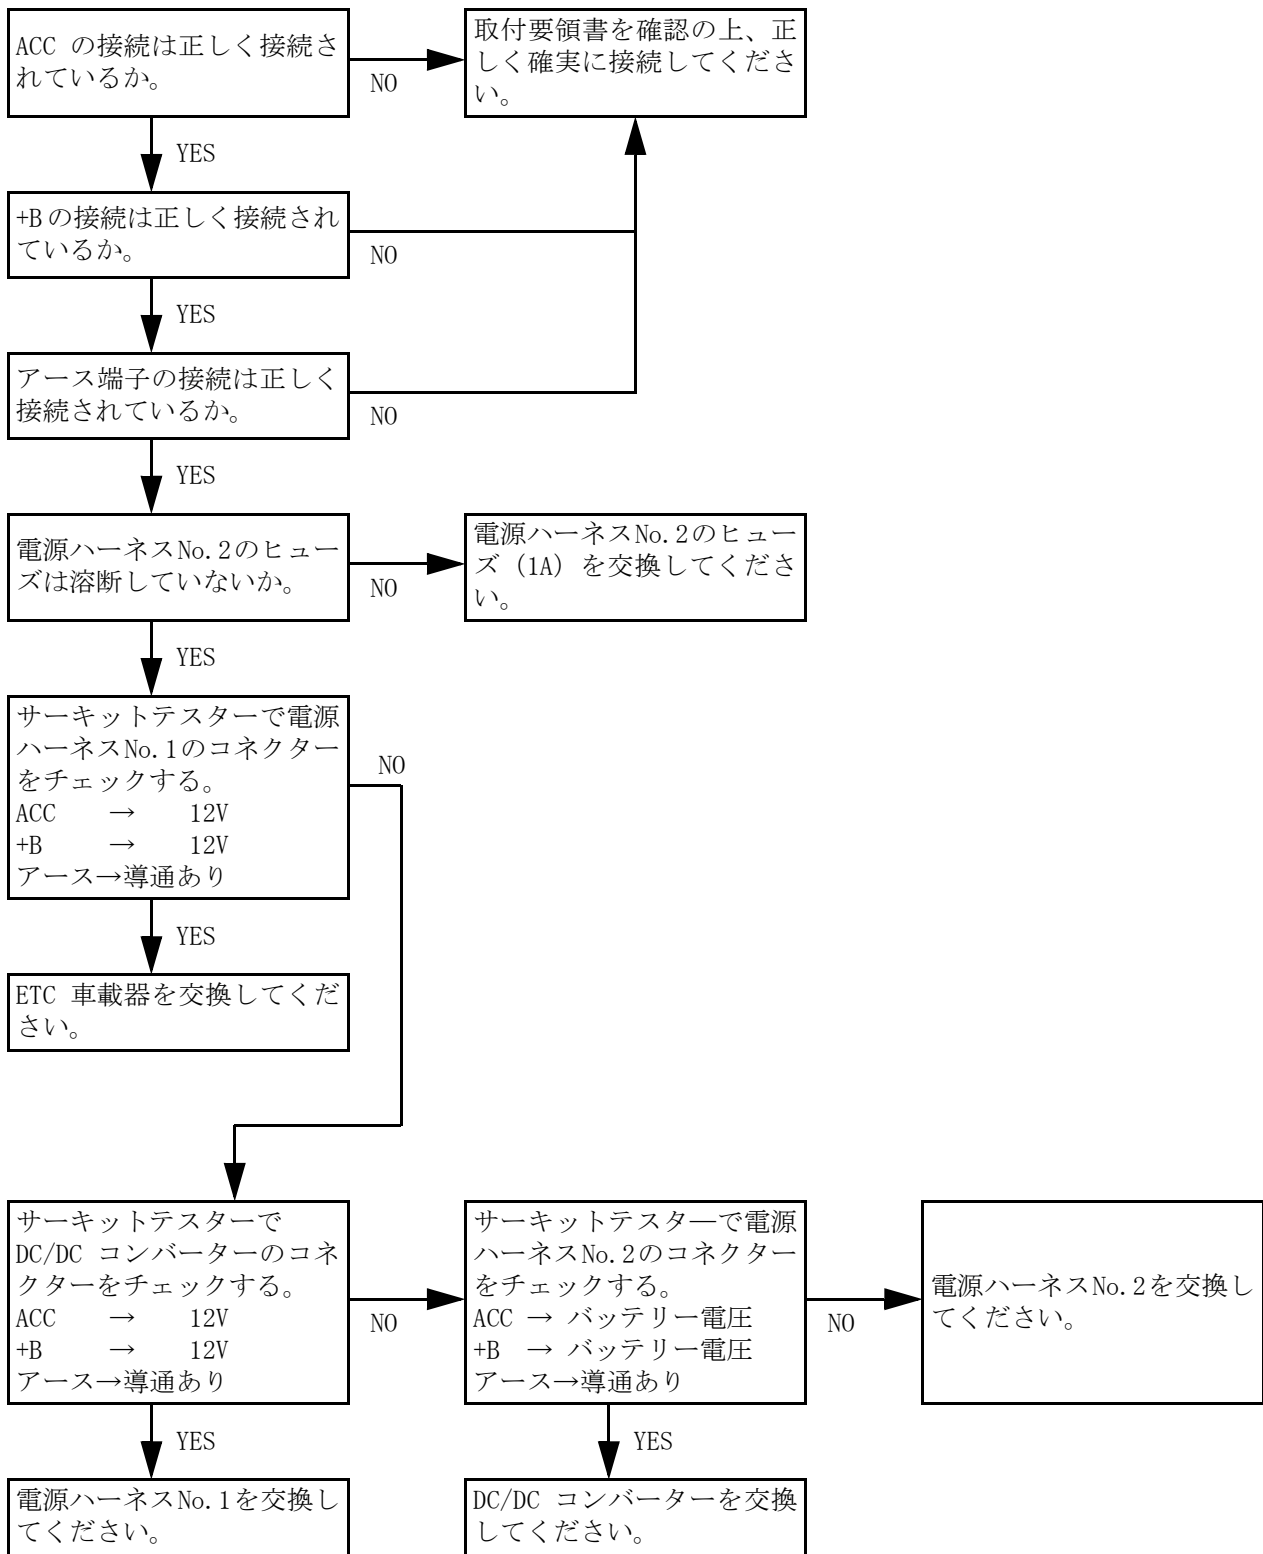 ACC の接続は正しく接続さ
れているか。
NO
取付要領書を確認の上、正
しく確実に接続してくださ
い。
YES
+Bの接続は正しく接続され
ているか。
NO
YES
アース端子の接続は正しく
接続されているか。
NO
YES
電源ハーネスNo.2のヒュー
ズは溶断していないか。
NO
電源ハーネスNo.2のヒュー
ズ(1A)を交換してくださ
い。
YES
サーキットテスターで電源
ハーネスNo.1のコネクター
をチェックする。
ACC → 12V
+B → 12V
アース→導通あり
NO
YES
ETC 車載器を交換してくだ
さい。
サーキットテスターで
DC/DC コンバーターのコネ
クターをチェックする。
ACC → 12V
+B → 12V
アース→導通あり
NO
サーキットテスタ―で電源
ハーネスNo.2のコネクター
をチェックする。
ACC → バッテリー電圧
+B → バッテリー電圧
アース→導通あり
NO
電源ハーネスNo.2を交換し
てください。
YES
電源ハーネスNo.1を交換し
てください。
YES
DC/DC コンバーターを交換
してください。